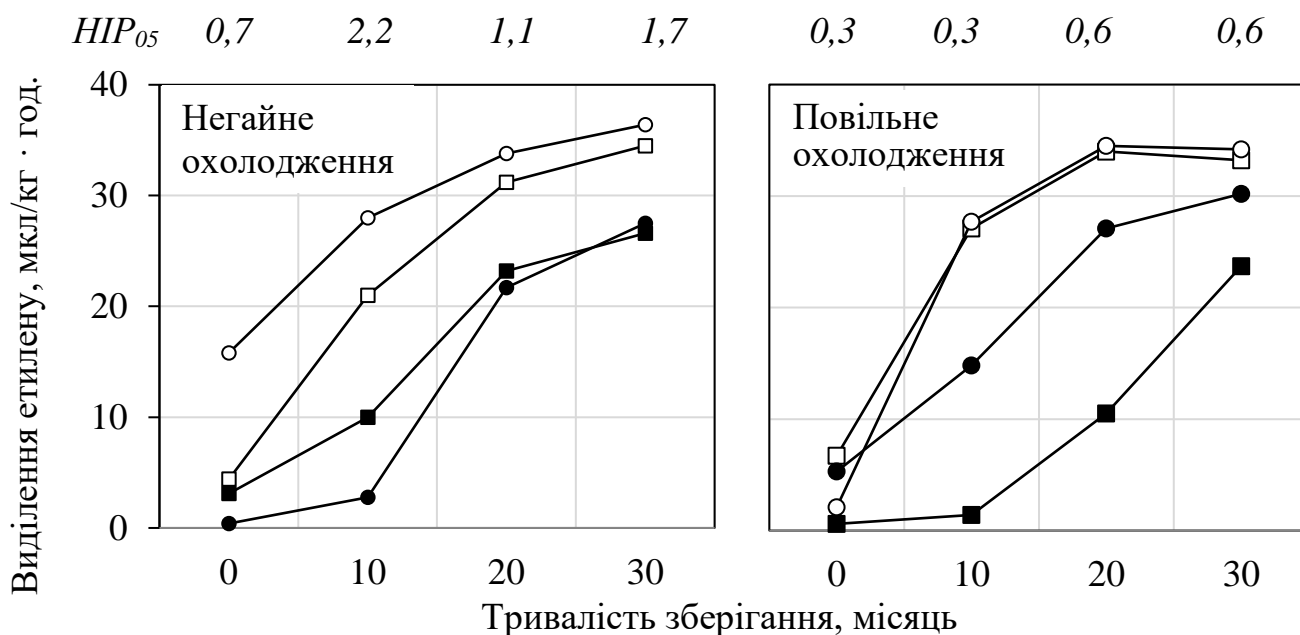 НІР05 0,7 2,2 1,1 1,7 0,3 0,3 0,6 0,6
Виділення етилену, мкл/кг · год.
40
30
20
10
0
Негайне
охолодження
Повільне
охолодження
0 10 20 30 0 10 20 30
Тривалість зберігання, місяць